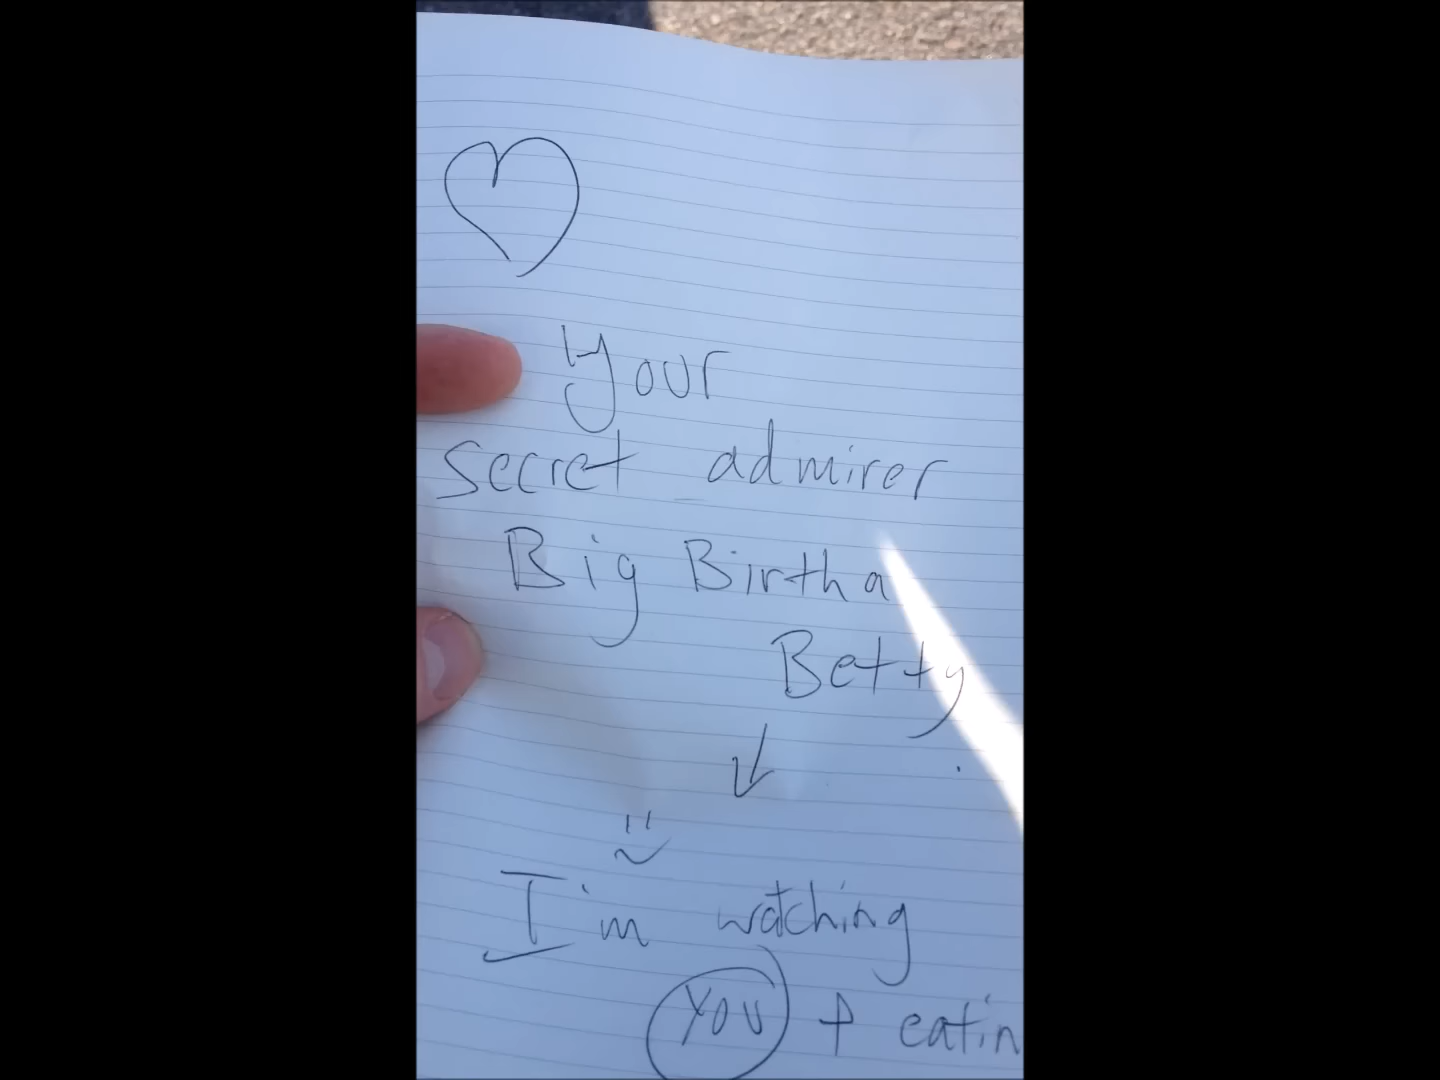 Your
secret admirer
Big Birtha
Betty
I'm watching
YOU + eatin